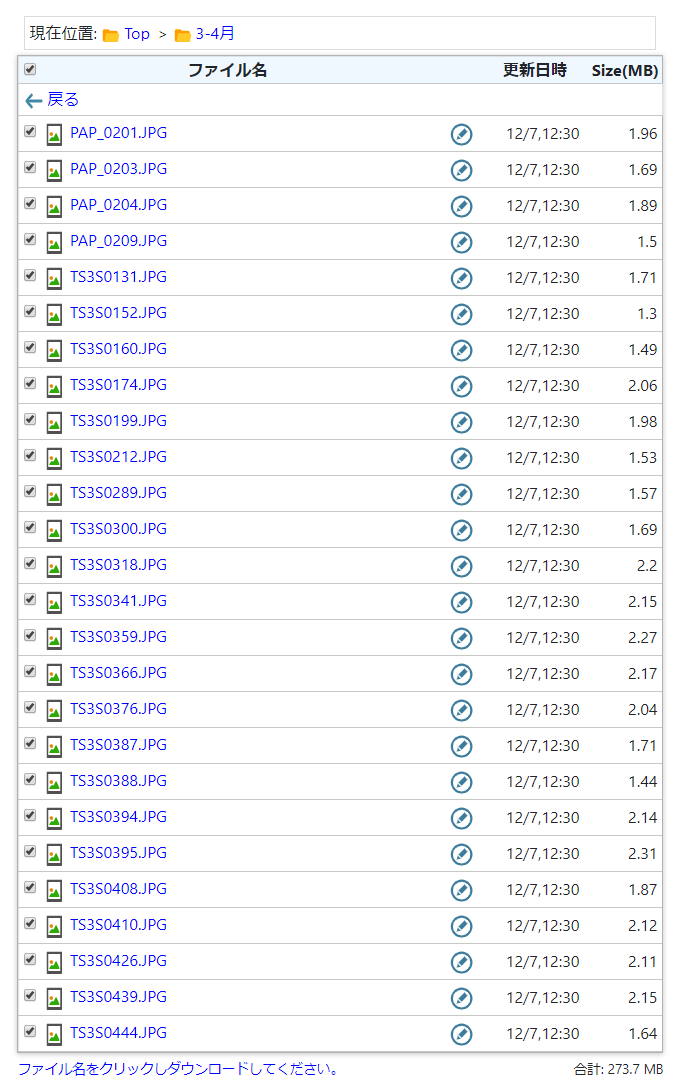 現在位置: Top > 3-4月
ファイル名 更新日時 Size(MB)
戻る
PAP_0201.JPG 12/7,12:30 1.96
PAP_0203.JPG 12/7,12:30 1.69
PAP_0204.JPG 12/7,12:30 1.89
PAP_0209.JPG 12/7,12:30 1.5
TS3S0131.JPG 12/7,12:30 1.71
TS3S0152.JPG 12/7,12:30 1.3
TS3S0160.JPG 12/7,12:30 1.49
TS3S0174.JPG 12/7,12:30 2.06
TS3S0199.JPG 12/7,12:30 1.98
TS3S0212.JPG 12/7,12:30 1.53
TS3S0289.JPG 12/7,12:30 1.57
TS3S0300.JPG 12/7,12:30 1.69
TS3S0318.JPG 12/7,12:30 2.2
TS3S0341.JPG 12/7,12:30 2.15
TS3S0359.JPG 12/7,12:30 2.27
TS3S0366.JPG 12/7,12:30 2.17
TS3S0376.JPG 12/7,12:30 2.04
TS3S0387.JPG 12/7,12:30 1.71
TS3S0388.JPG 12/7,12:30 1.44
TS3S0394.JPG 12/7,12:30 2.14
TS3S0395.JPG 12/7,12:30 2.31
TS3S0408.JPG 12/7,12:30 1.87
TS3S0410.JPG 12/7,12:30 2.12
TS3S0426.JPG 12/7,12:30 2.11
TS3S0439.JPG 12/7,12:30 2.15
TS3S0444.JPG 12/7,12:30 1.64
ファイル名をクリックしダウンロードしてください。 合計: 273.7 MB